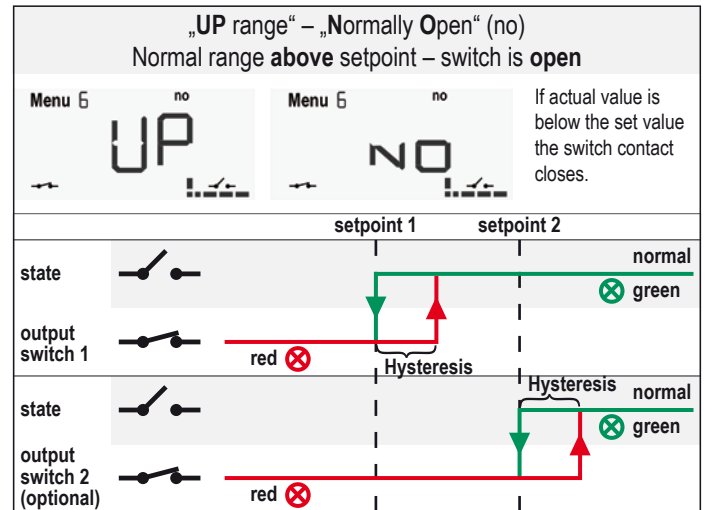 „UP range“ – „Normally Open“ (no)
Normal range above setpoint – switch is open
Menu 6 no
UP
Menu 6 no
NO
If actual value is
below the set value
the switch contact
closes.
setpoint 1 setpoint 2
state
normal
green
output
switch 1
red
Hysteresis
state
Hysteresis
normal
green
output
switch 2
(optional)
red